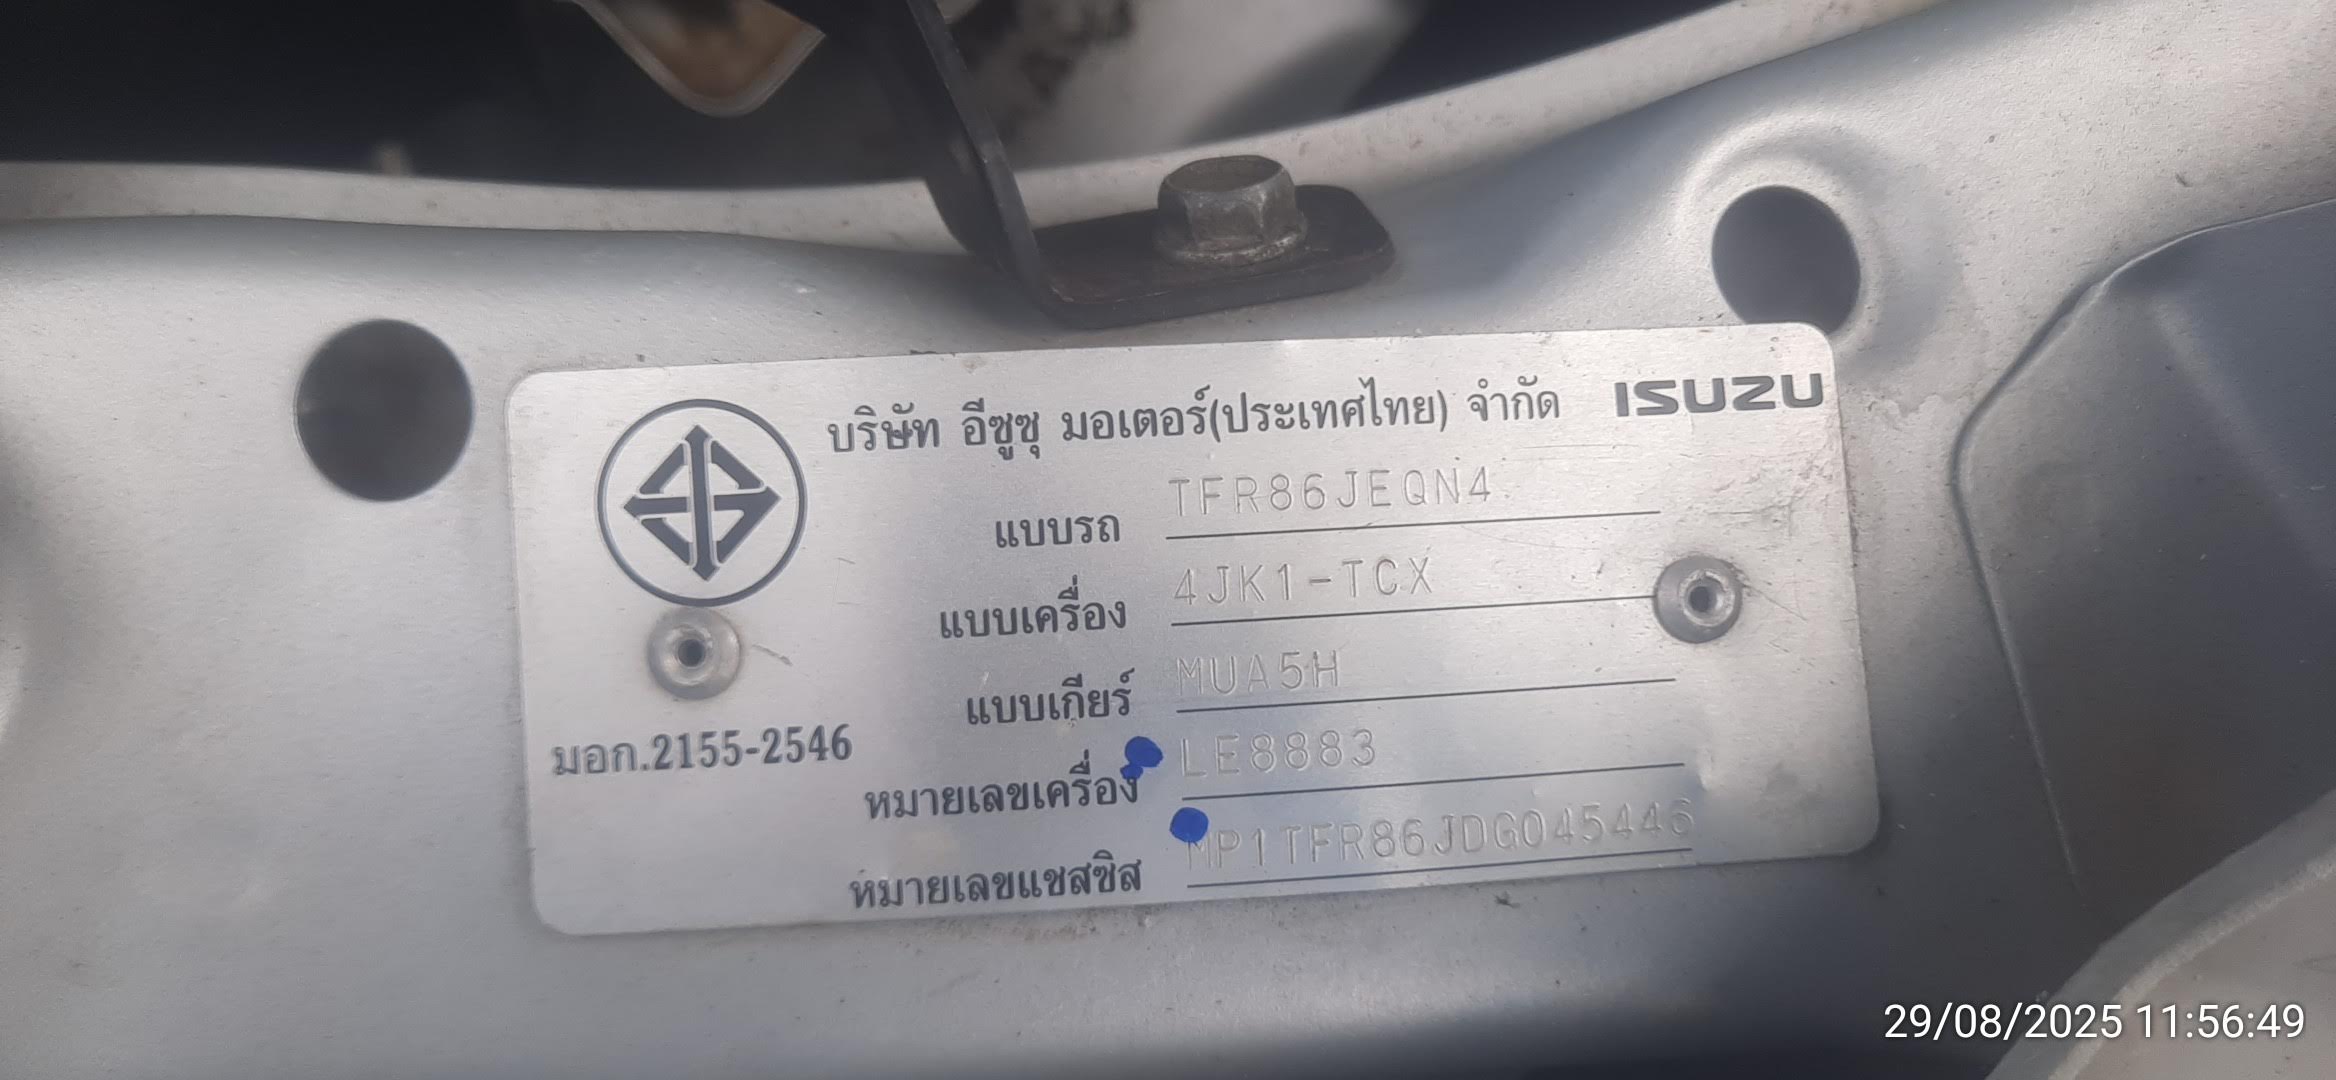 บริษัท อีซูซุ มอเตอร์(ประเทศไทย) จำกัด ISUZU
แบบรถ TFR86JEQN4
แบบเครื่อง 4JK1-TCX
แบบเกียร์ MUA5H
มอก.2155-2546
หมายเลขเครื่อง LE8883
หมายเลขแชสซิส MP1TFR86JDG045446
29/08/2025 11:56:49